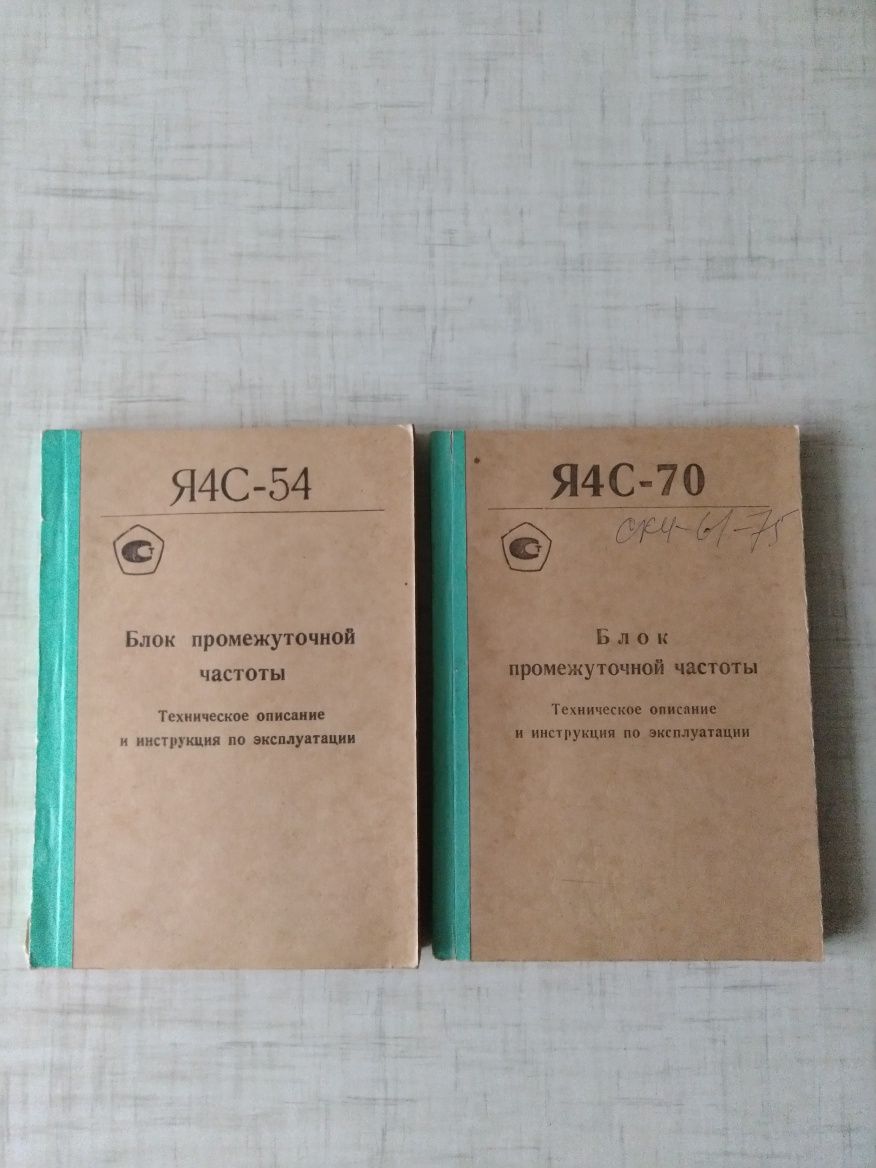 Я4С-54
Блок промежуточной
частоты
Техническое описание
и инструкция по эксплуатации
Я4С-70
СК4-61-75
Блок
промежуточной частоты
Техническое описание
и инструкция по эксплуатации